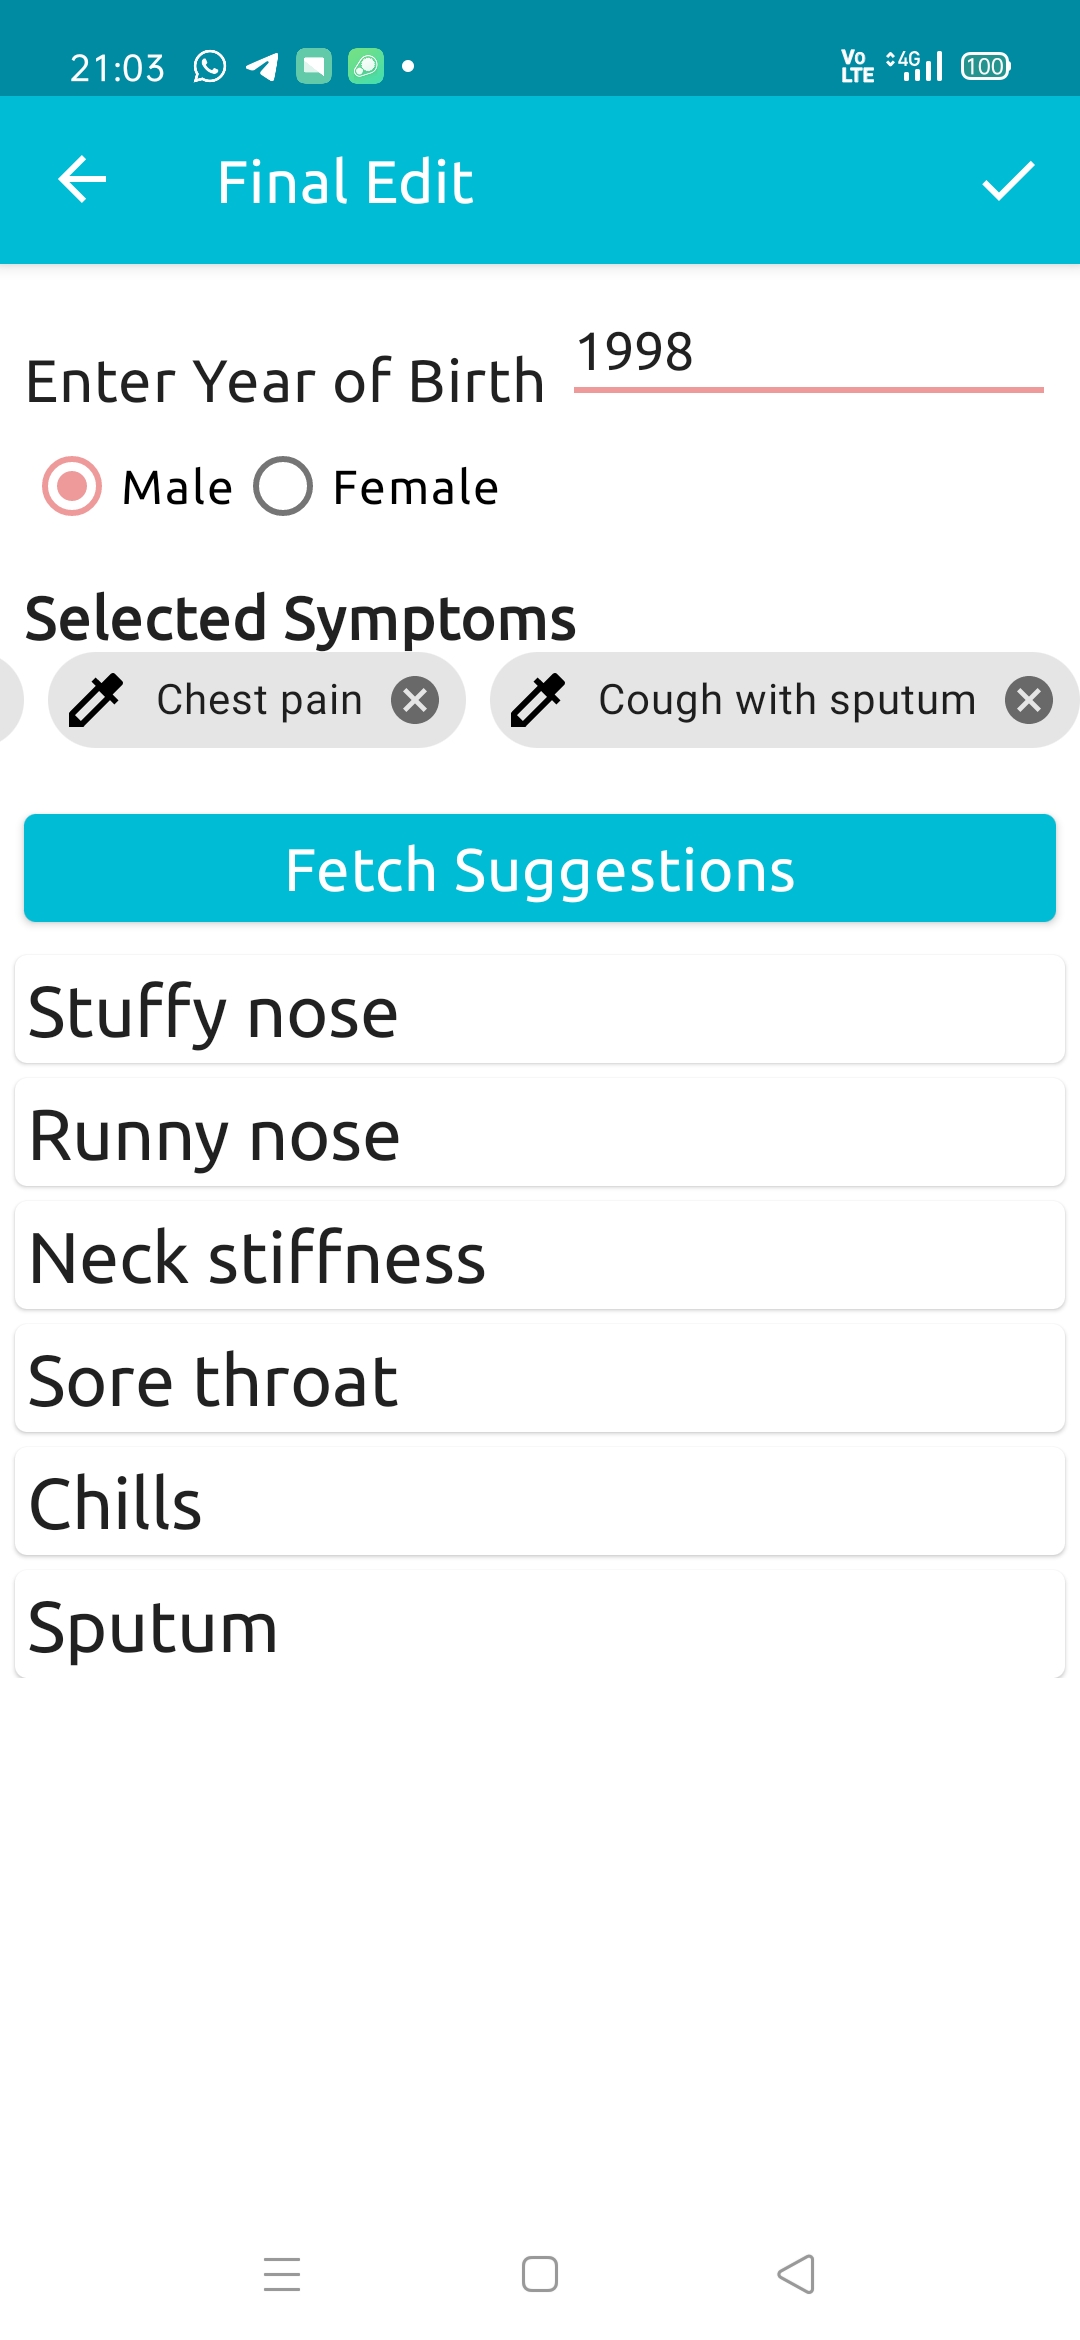 21:03 Vo LTE 4G 100
Final Edit
Enter Year of Birth 1998
Male Female
Selected Symptoms
Chest pain Cough with sputum
Fetch Suggestions
Stuffy nose
Runny nose
Neck stiffness
Sore throat
Chills
Sputum